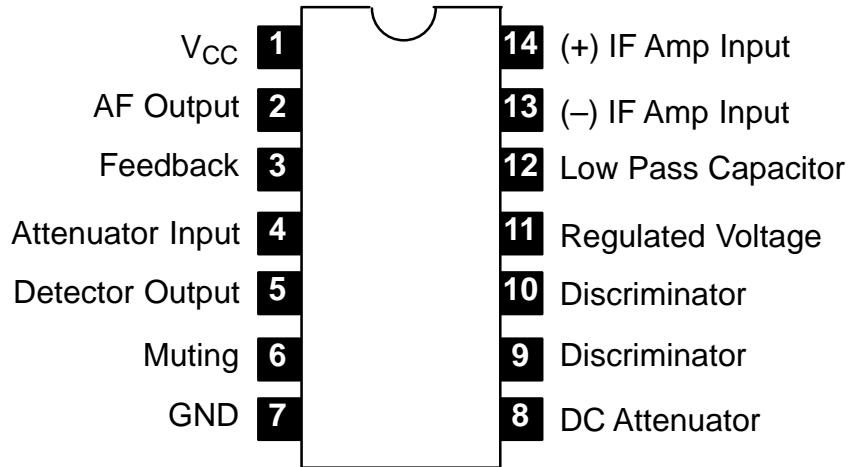 V_CC 1 14 (+) IF Amp Input
AF Output 2 13 (–) IF Amp Input
Feedback 3 12 Low Pass Capacitor
Attenuator Input 4 11 Regulated Voltage
Detector Output 5 10 Discriminator
Muting 6 9 Discriminator
GND 7 8 DC Attenuator